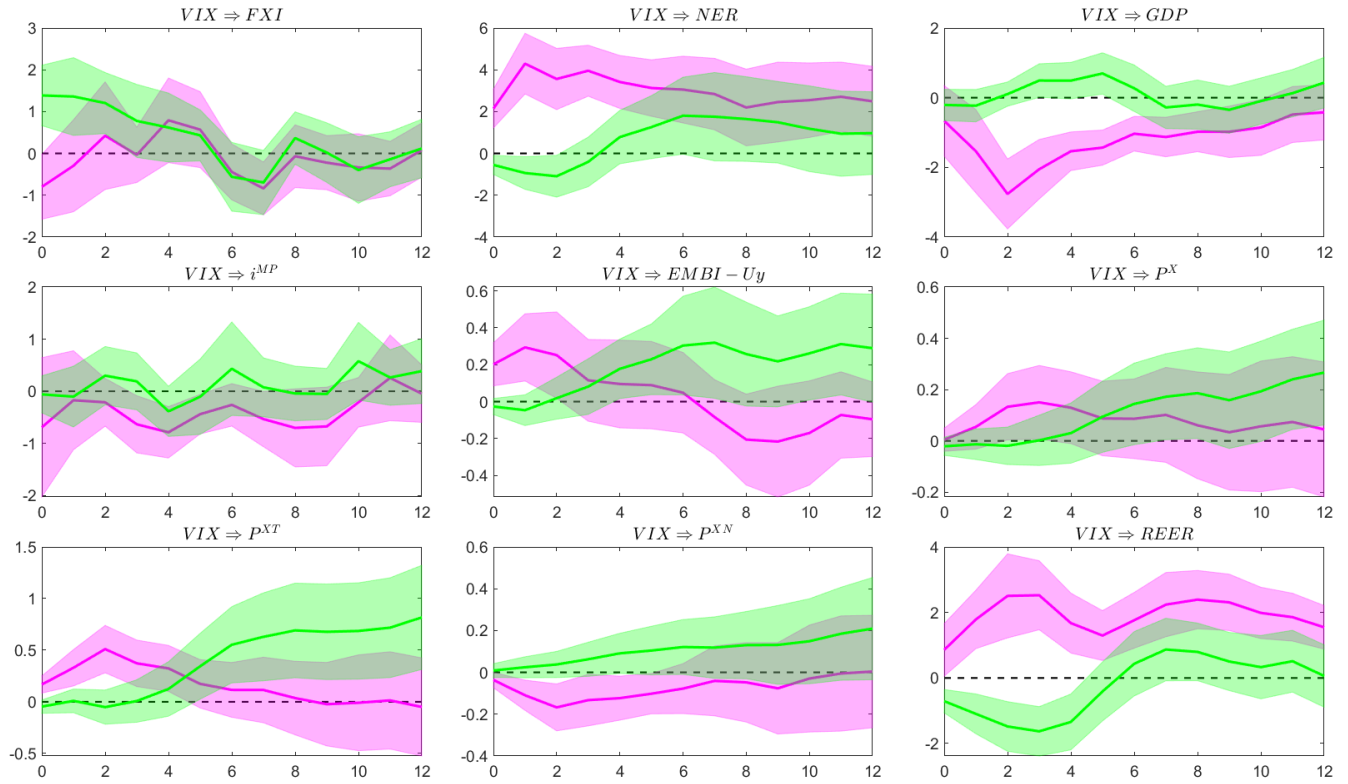 VIX ⇒ FXI
VIX ⇒ NER
VIX ⇒ GDP
3
2
1
0
-1
-2
0 2 4 6 8 10 12
6
4
2
0
-2
-4
0 2 4 6 8 10 12
2
0
-2
-4
0 2 4 6 8 10 12
VIX ⇒ i^{MP}
VIX ⇒ EMBI − Uy
VIX ⇒ P^X
2
1
0
-1
-2
0 2 4 6 8 10 12
0.6
0.4
0.2
0
-0.2
-0.4
0 2 4 6 8 10 12
0.6
0.4
0.2
0
-0.2
0 2 4 6 8 10 12
VIX ⇒ P^{XT}
VIX ⇒ P^{XN}
VIX ⇒ REER
1.5
1
0.5
0
-0.5
0 2 4 6 8 10 12
0.6
0.4
0.2
0
-0.2
-0.4
0 2 4 6 8 10 12
4
2
0
-2
0 2 4 6 8 10 12